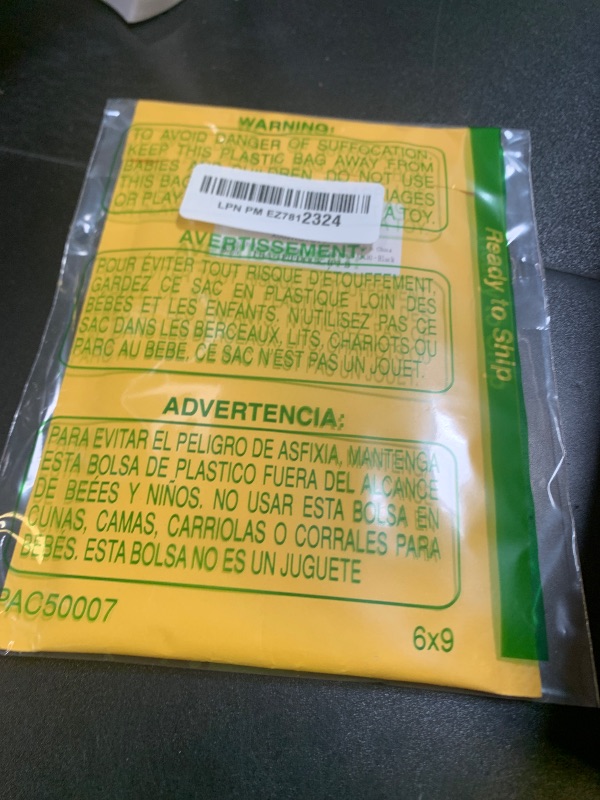 WARNING:
TO AVOID DANGER OF SUFFOCATION,
KEEP THIS PLASTIC BAG AWAY FROM
BABIES DO NOT USE
THIS BAG
OR PLAY A TOY.
LPN PM EZ7812324
AVERTISSEMENT
POUR ÉVITER TOUT RISQUE D'ÉTOUFFEMENT,
GARDEZ CE SAC EN PLASTIQUE LOIN DES
BÉBÉS ET LES ENFANTS. N'UTILISEZ PAS CE
SAC DANS LES BERCEAUX, LITS, CHARIOTS OU
PARC AU BÉBÉ. CE SAC N'EST PAS UN JOUET.
ADVERTENCIA:
PARA EVITAR EL PELIGRO DE ASFIXIA, MANTENGA
ESTA BOLSA DE PLASTICO FUERA DEL ALCANCE
DE BEÉES Y NIÑOS. NO USAR ESTA BOLSA EN
CUNAS, CAMAS, CARRIOLAS O CORRALES PARA
BEBÉS. ESTA BOLSA NO ES UN JUGUETE
PAC50007
6x9
Ready to Ship